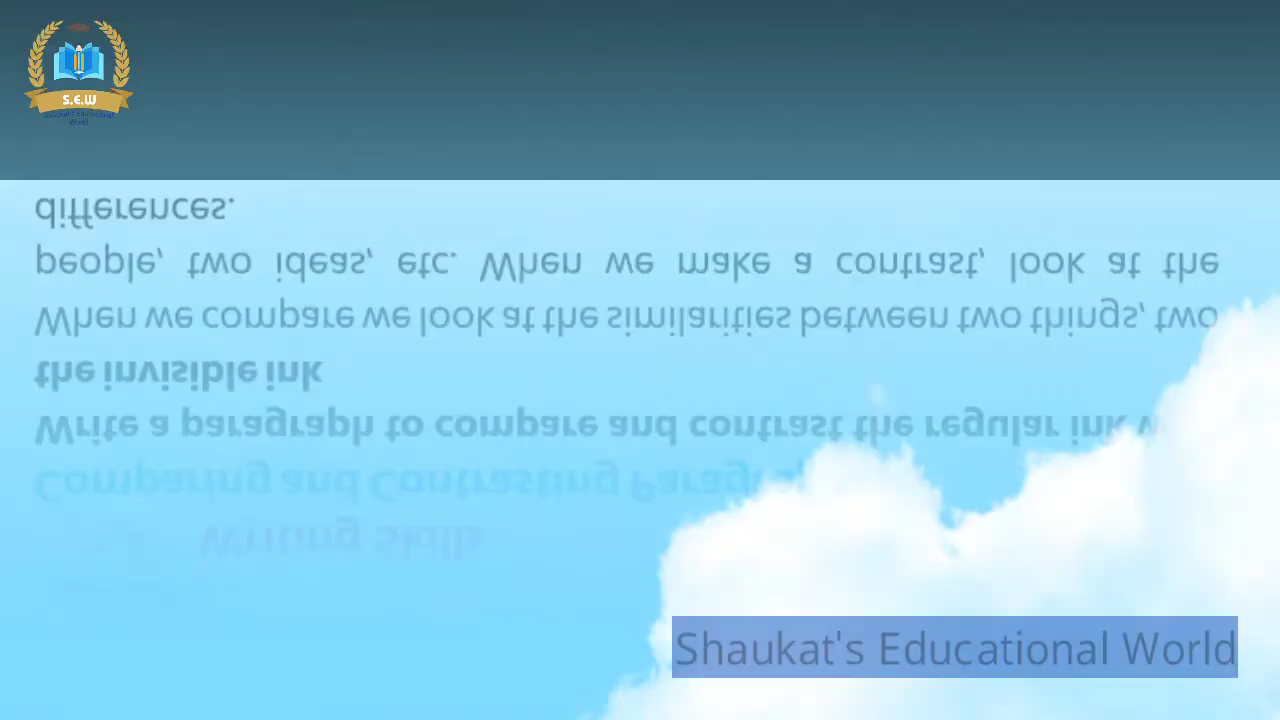 S.E.W
Writing Skills
Comparing and Contrasting
Write a paragraph to compare and contrast the regular ink
the invisible ink
When we compare we look at the similarities between two things, two
people, two ideas, etc. When we make a contrast, look at the
differences.
Shaukat's Educational World